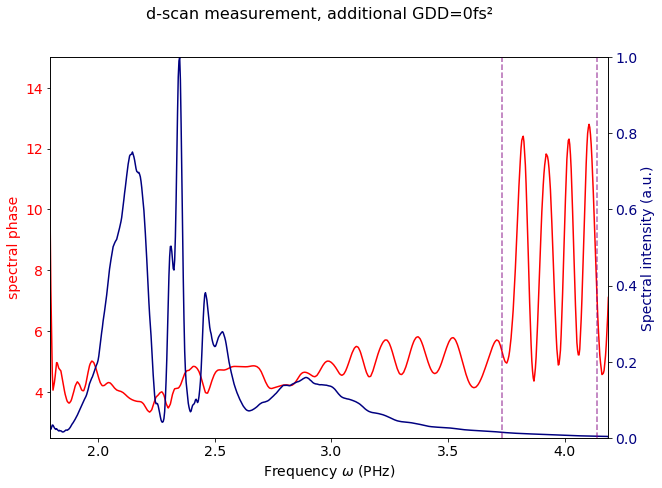 d-scan measurement, additional GDD=0fs²
14
12
10
8
6
4
spectral phase
1.0
0.8
0.6
0.4
0.2
0.0
Spectral intensity (a.u.)
2.0 2.5 3.0 3.5 4.0
Frequency ω (PHz)